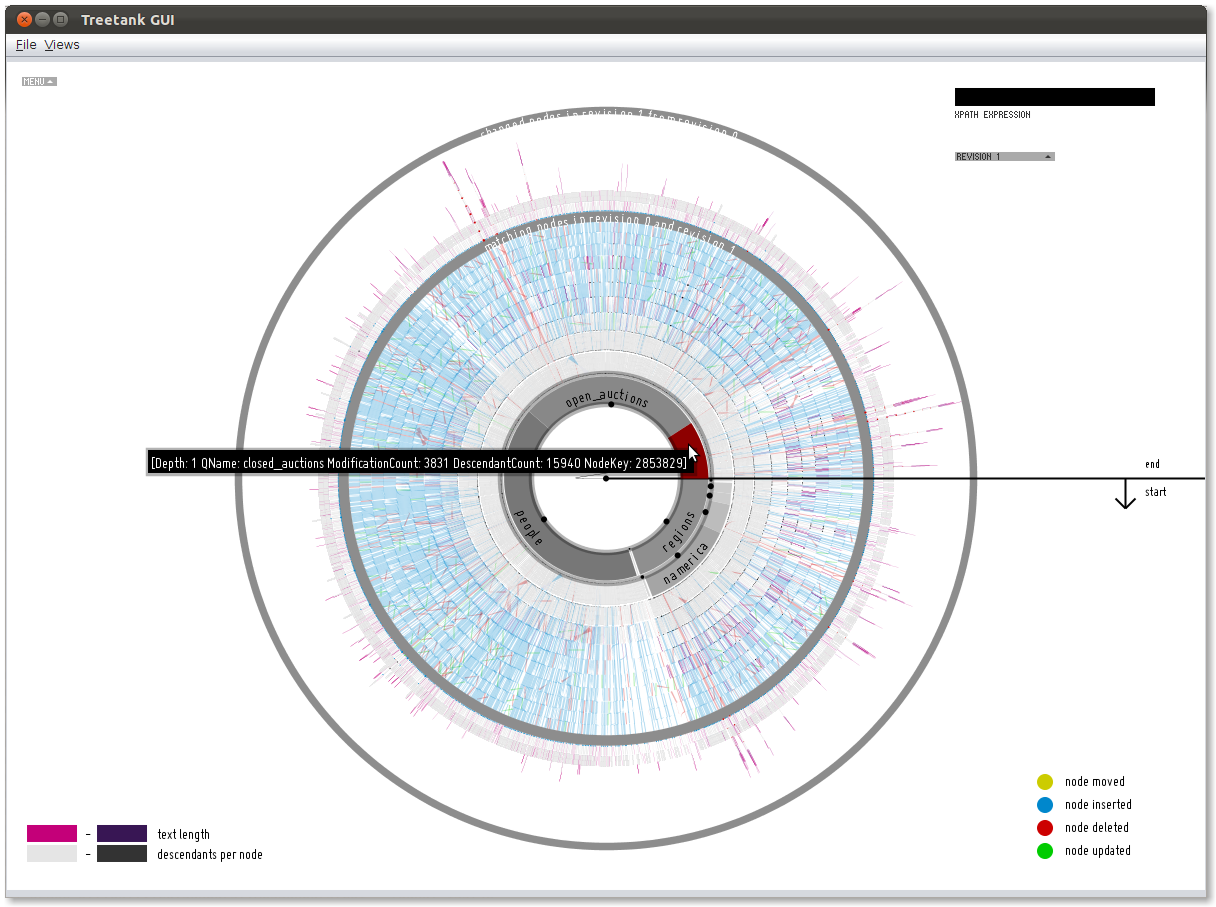 Treetank GUI
File Views
MENU
XPATH EXPRESSION
REVISION 1
changed nodes in revision 1 from revision 0
matching nodes in revision 0 and revision 1
open_auctions
[Depth: 1 QName: closed_auctions ModificationCount: 3831 DescendantCount: 15940 NodeKey: 2853829]
end
start
people
regions
namerica
node moved
node inserted
node deleted
node updated
- text length
- descendants per node